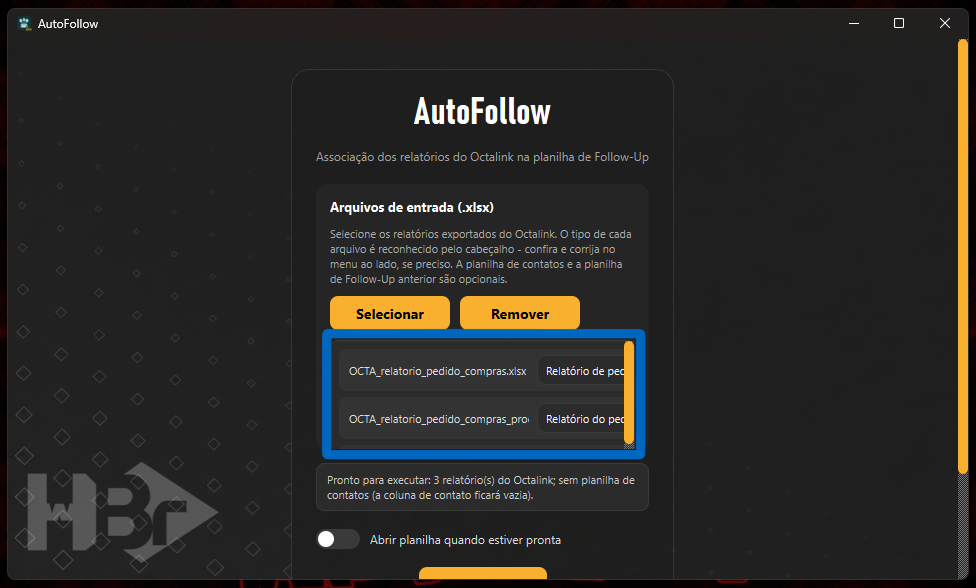 AutoFollow
AutoFollow
Associação dos relatórios do Octalink na planilha de Follow-Up
Arquivos de entrada (.xlsx)
Selecione os relatórios exportados do Octalink. O tipo de cada
arquivo é reconhecido pelo cabeçalho - confira e corrija no
menu ao lado, se preciso. A planilha de contatos e a planilha
de Follow-Up anterior são opcionais.
Selecionar Remover
OCTA_relatorio_pedido_compras.xlsx Relatório de ped
OCTA_relatorio_pedido_compras_prod Relatório do ped
Pronto para executar: 3 relatório(s) do Octalink; sem planilha de
contatos (a coluna de contato ficará vazia).
HBr
Abrir planilha quando estiver pronta